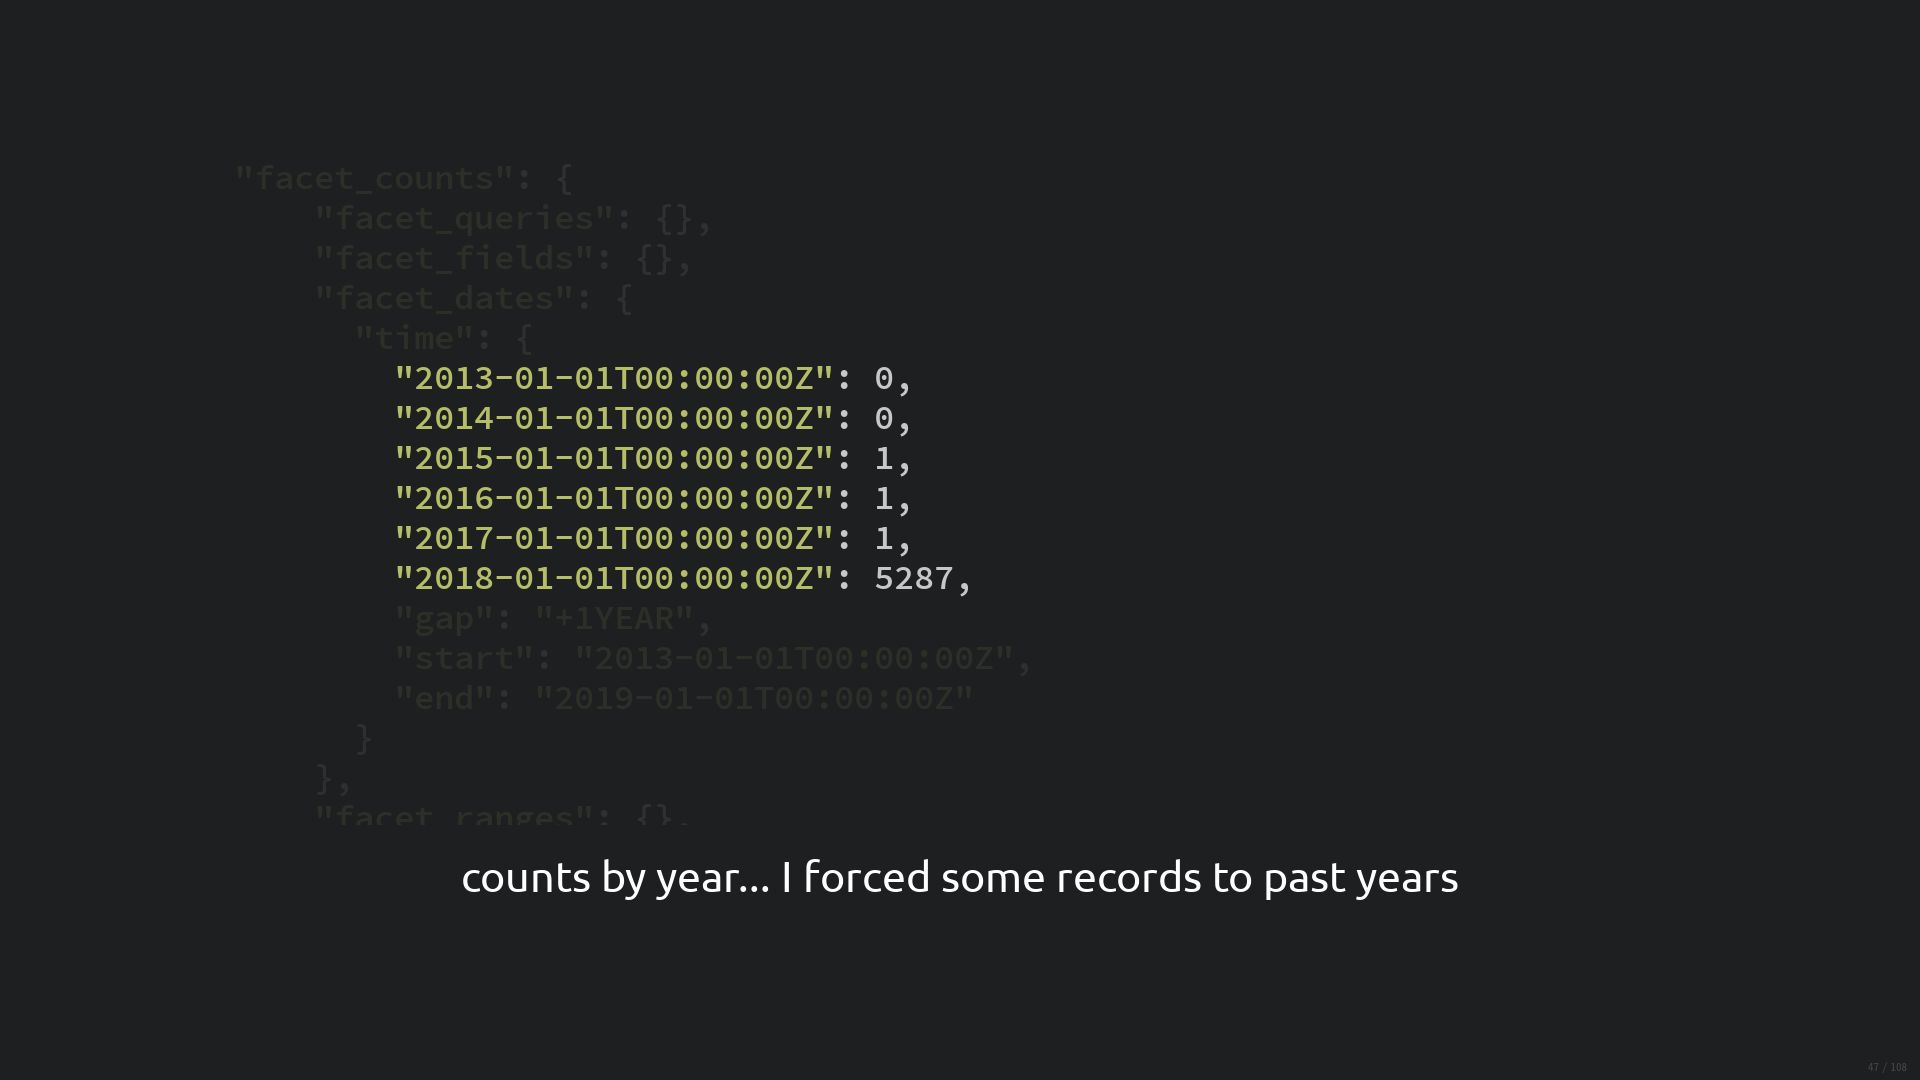 "facet_counts": {
"facet_queries": {},
"facet_fields": {},
"facet_dates": {
"time": {
"2013-01-01T00:00:00Z": 0,
"2014-01-01T00:00:00Z": 0,
"2015-01-01T00:00:00Z": 1,
"2016-01-01T00:00:00Z": 1,
"2017-01-01T00:00:00Z": 1,
"2018-01-01T00:00:00Z": 5287,
"gap": "+1YEAR",
"start": "2013-01-01T00:00:00Z",
"end": "2019-01-01T00:00:00Z"
}
},
"facet_ranges": {},
counts by year... I forced some records to past years
47 / 108